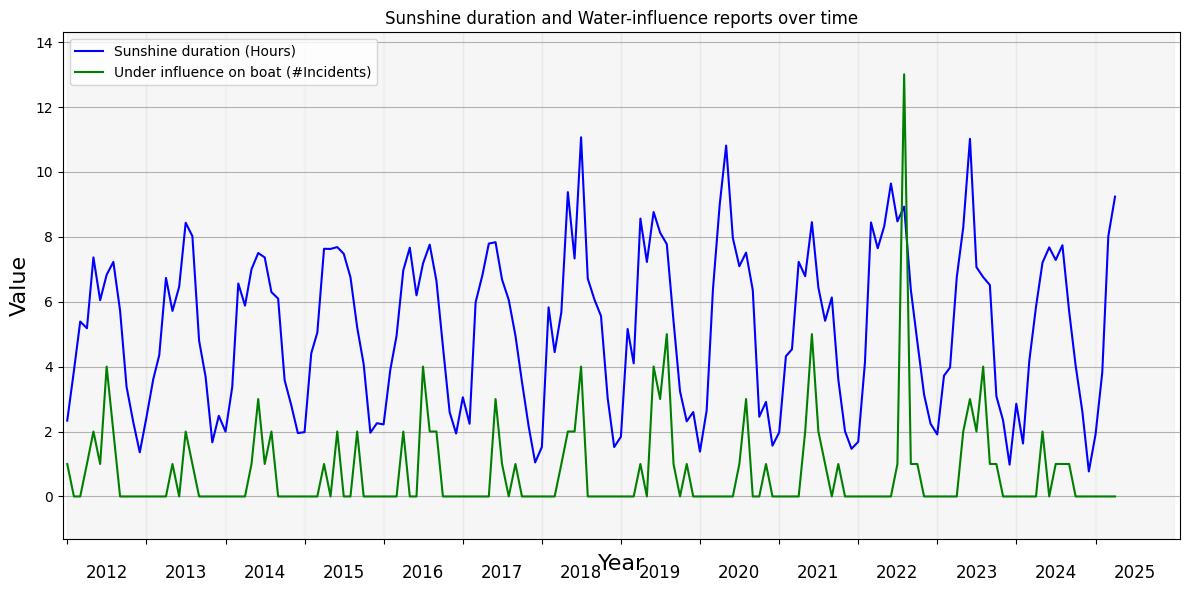 Sunshine duration and Water-influence reports over time
Sunshine duration (Hours)
Under influence on boat (#Incidents)
Value
14
12
10
8
6
4
2
0
Year
2012 2013 2014 2015 2016 2017 2018 2019 2020 2021 2022 2023 2024 2025